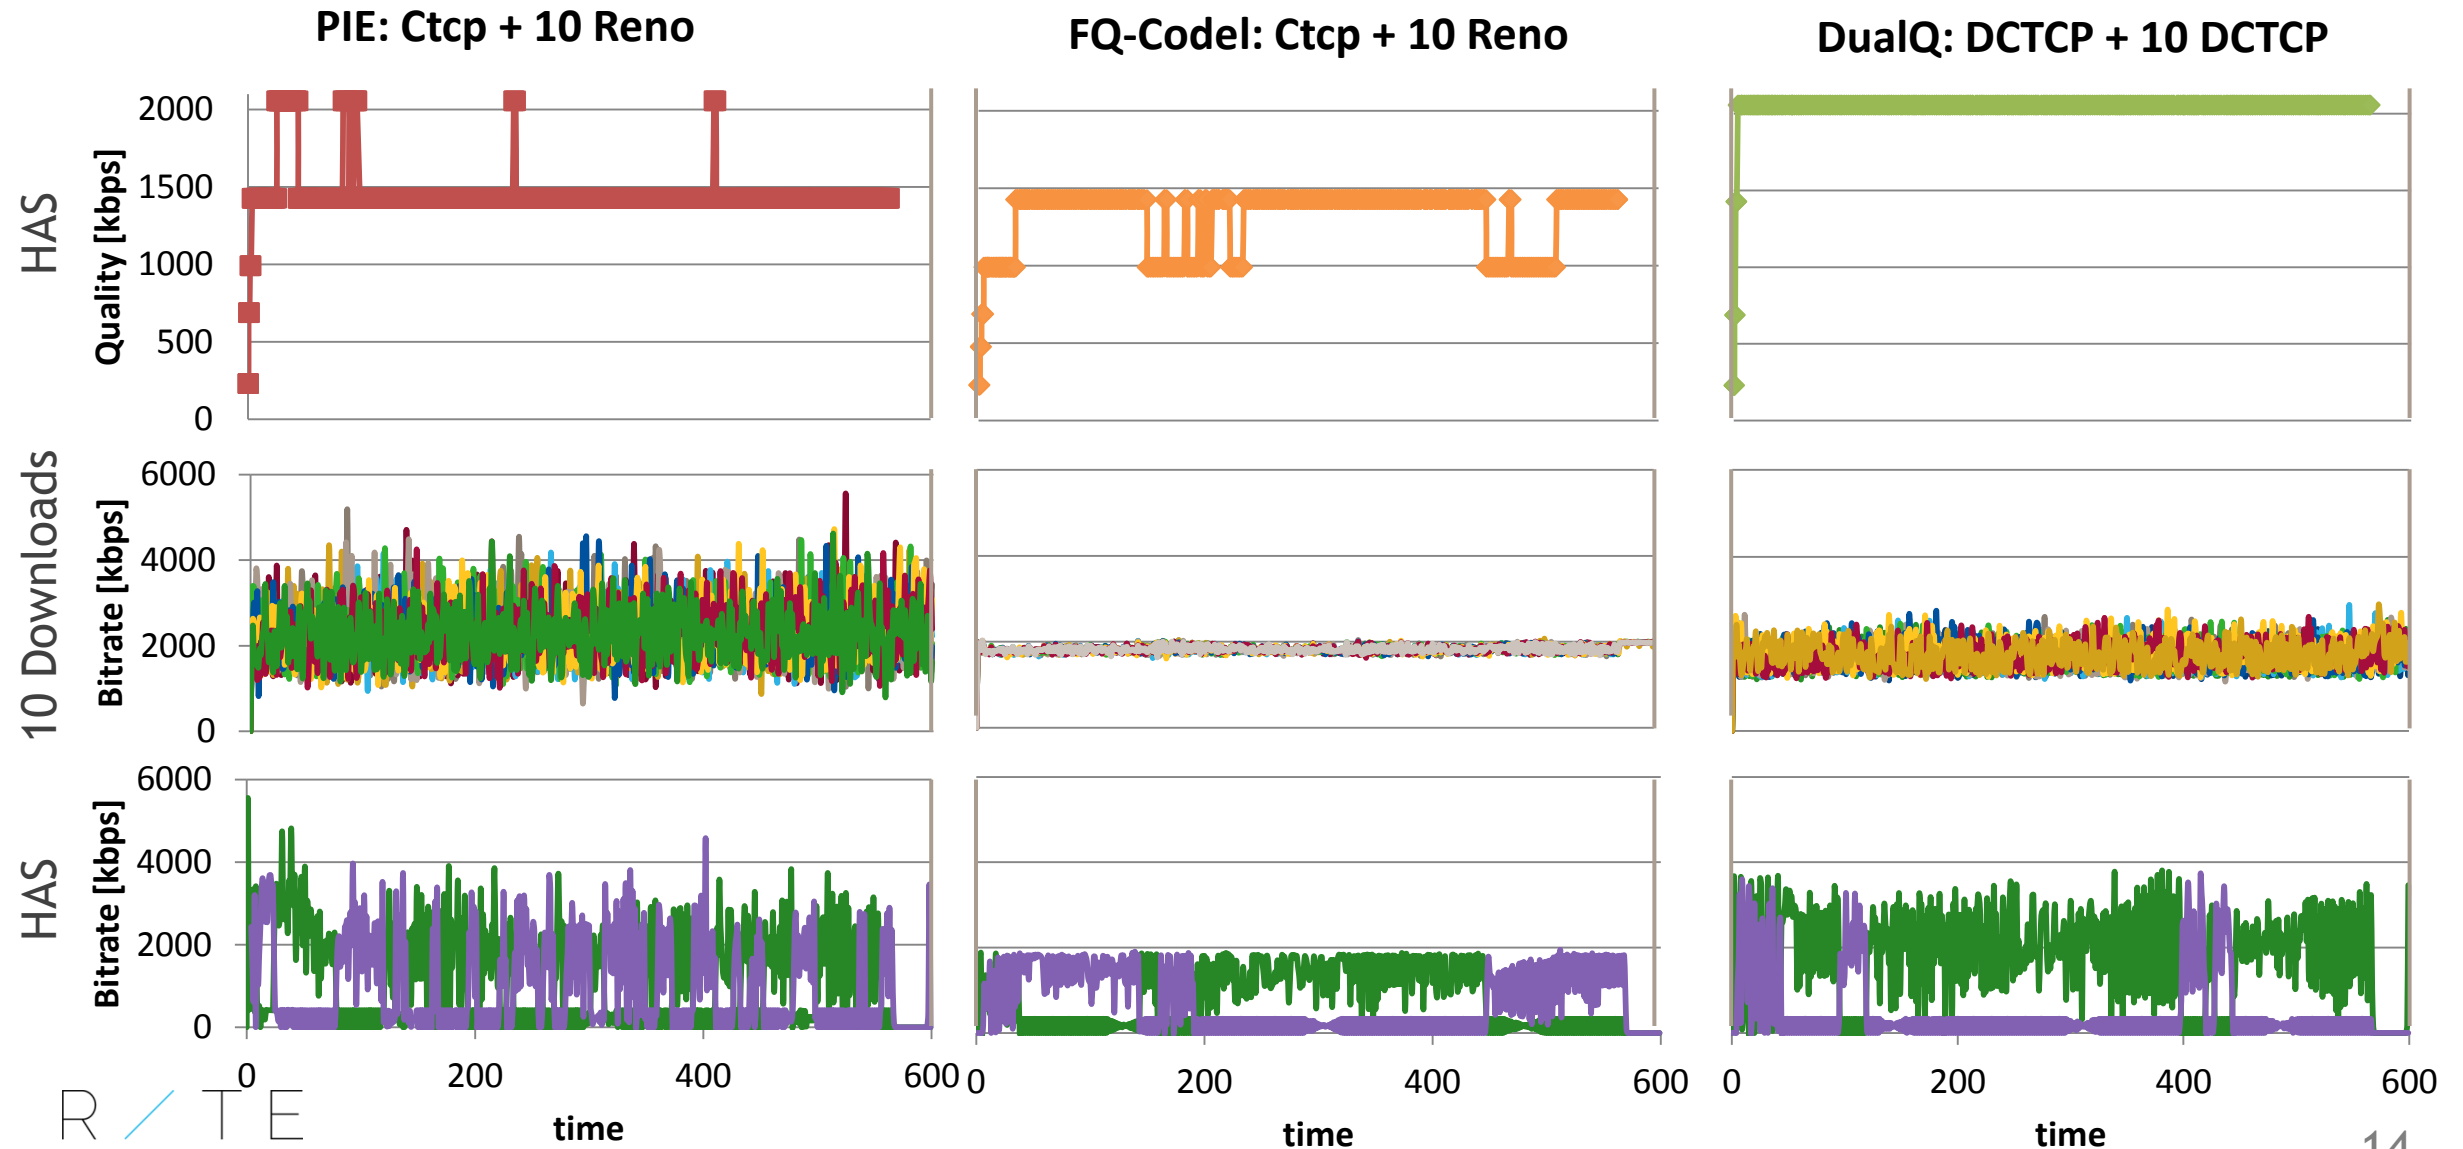 PIE: Ctcp + 10 Reno
FQ-Codel: Ctcp + 10 Reno
DualQ: DCTCP + 10 DCTCP
HAS
Quality [kbps]
2000
1500
1000
500
0
10 Downloads
Bitrate [kbps]
6000
4000
2000
0
HAS
Bitrate [kbps]
6000
4000
2000
0
0 200 400 600
0 200 400 600
0 200 400 600
time
time
time
R / T E
14